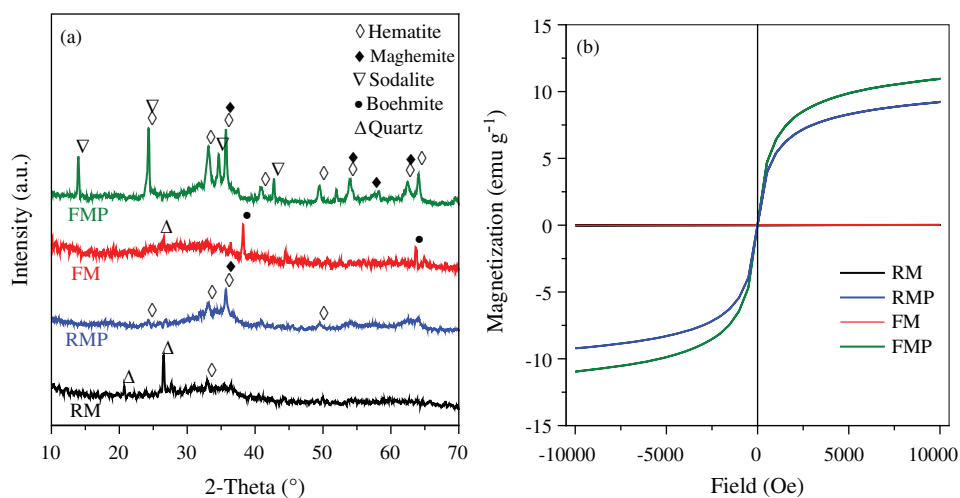 (a)
◊ Hematite
♦ Maghemite
▽ Sodalite
● Boehmite
Δ Quartz
FMP
FM
RMP
RM
Intensity (a.u.)
10 20 30 40 50 60 70
2-Theta (°)
(b)
15
10
5
0
-5
-10
-15
Magnetization (emu g⁻¹)
RM
RMP
FM
FMP
-10000 -5000 0 5000 10000
Field (Oe)